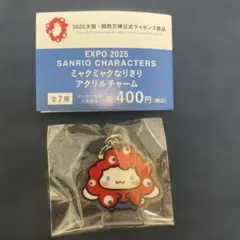 2025大阪・関西万博公式ライセンス商品
EXPO 2025
SANRIO CHARACTERS
ミャクミャクなりきり
アクリルチャーム
全7種
400円(税込)